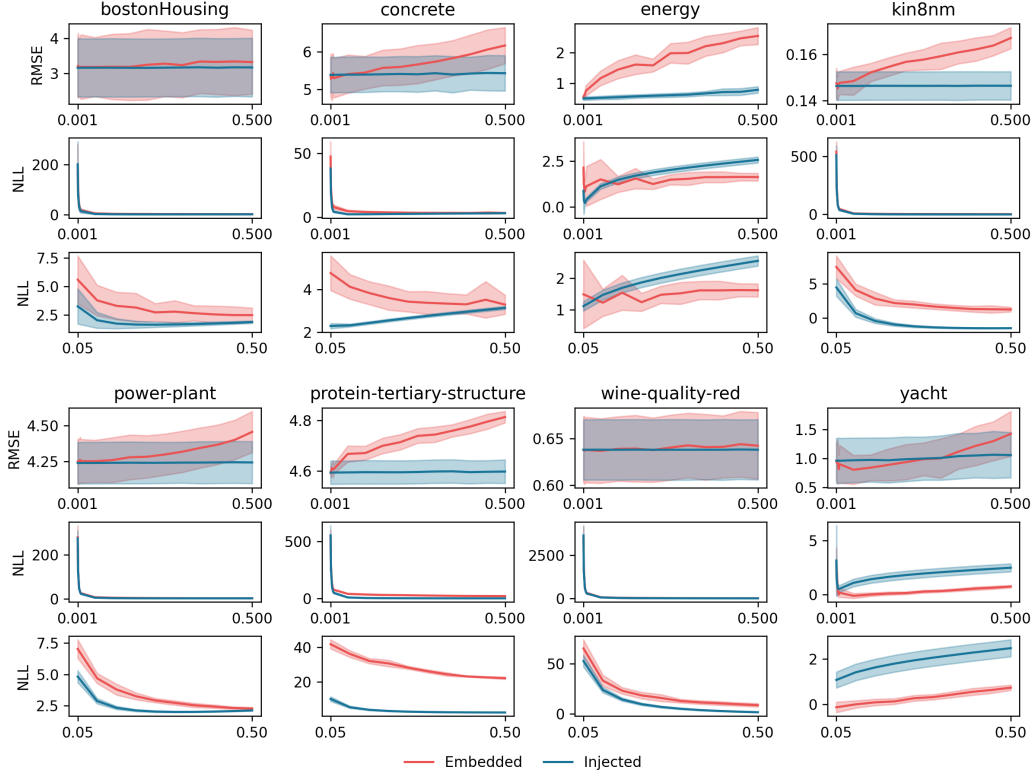 bostonHousing concrete energy kin8nm
RMSE 4 3 6 5 2 1 0.16 0.14
0.001 0.500 0.001 0.500 0.001 0.500 0.001 0.500
NLL 200 0 50 0 2.5 0.0 500 0
0.001 0.500 0.001 0.500 0.001 0.500 0.001 0.500
NLL 7.5 5.0 2.5 4 2 2 1 5 0
0.05 0.50 0.05 0.50 0.05 0.50 0.05 0.50
power-plant protein-tertiary-structure wine-quality-red yacht
RMSE 4.50 4.25 4.8 4.6 0.65 0.60 1.5 1.0 0.5
0.001 0.500 0.001 0.500 0.001 0.500 0.001 0.500
NLL 200 0 500 0 2500 0 5 0
0.001 0.500 0.001 0.500 0.001 0.500 0.001 0.500
NLL 7.5 5.0 2.5 40 20 50 0 2 0
0.05 0.50 0.05 0.50 0.05 0.50 0.05 0.50
Embedded Injected